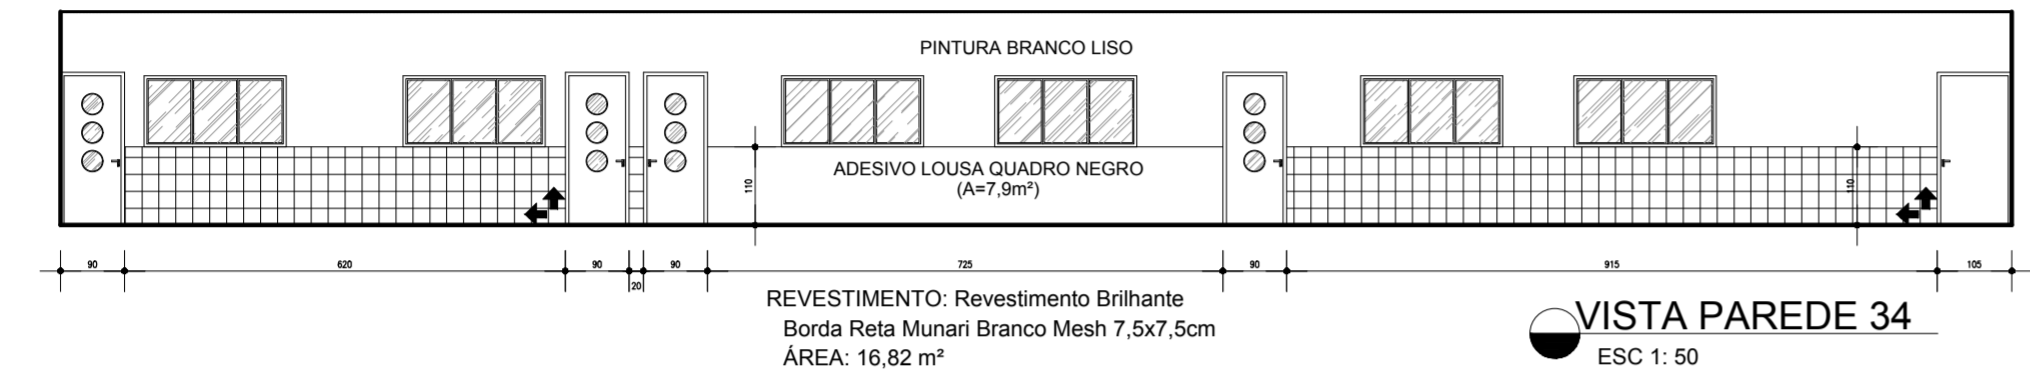 PINTURA BRANCO LISO
ADESIVO LOUSA QUADRO NEGRO
(A=7,9m²)
110
110
90
620
90
20
90
725
90
915
105
REVESTIMENTO: Revestimento Brilhante
Borda Reta Munari Branco Mesh 7,5x7,5cm
ÁREA: 16,82 m²
VISTA PAREDE 34
ESC 1: 50